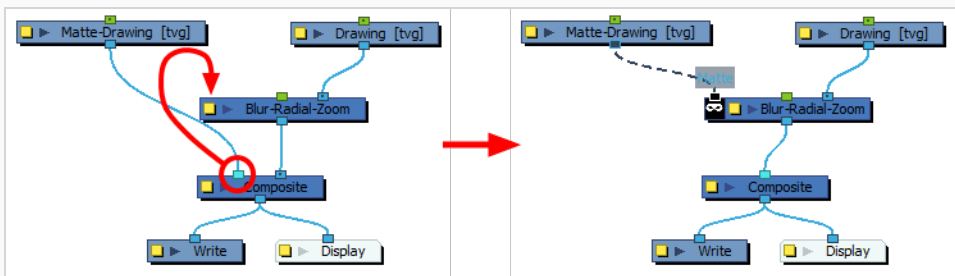 Matte-Drawing [tvg]
Drawing [tvg]
Blur-Radial-Zoom
Composite
Write
Display
Matte-Drawing [tvg]
Drawing [tvg]
Matte
Blur-Radial-Zoom
Composite
Write
Display